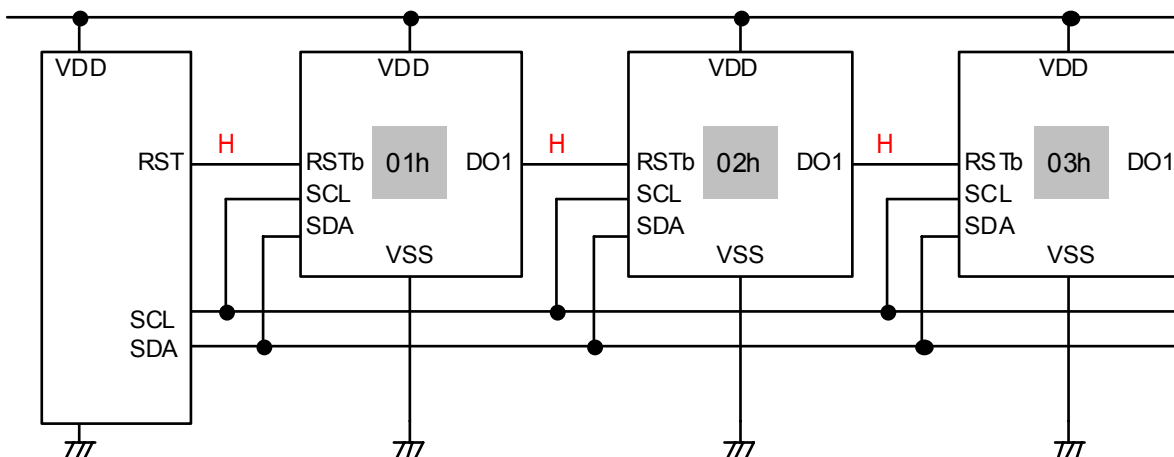 VDD
VDD
VDD
VDD
H
H
H
RST
RSTb
01h
DO1
RSTb
02h
DO1
RSTb
03h
DO1
SCL
SCL
SCL
SDA
SDA
SDA
VSS
VSS
VSS
SCL
SDA